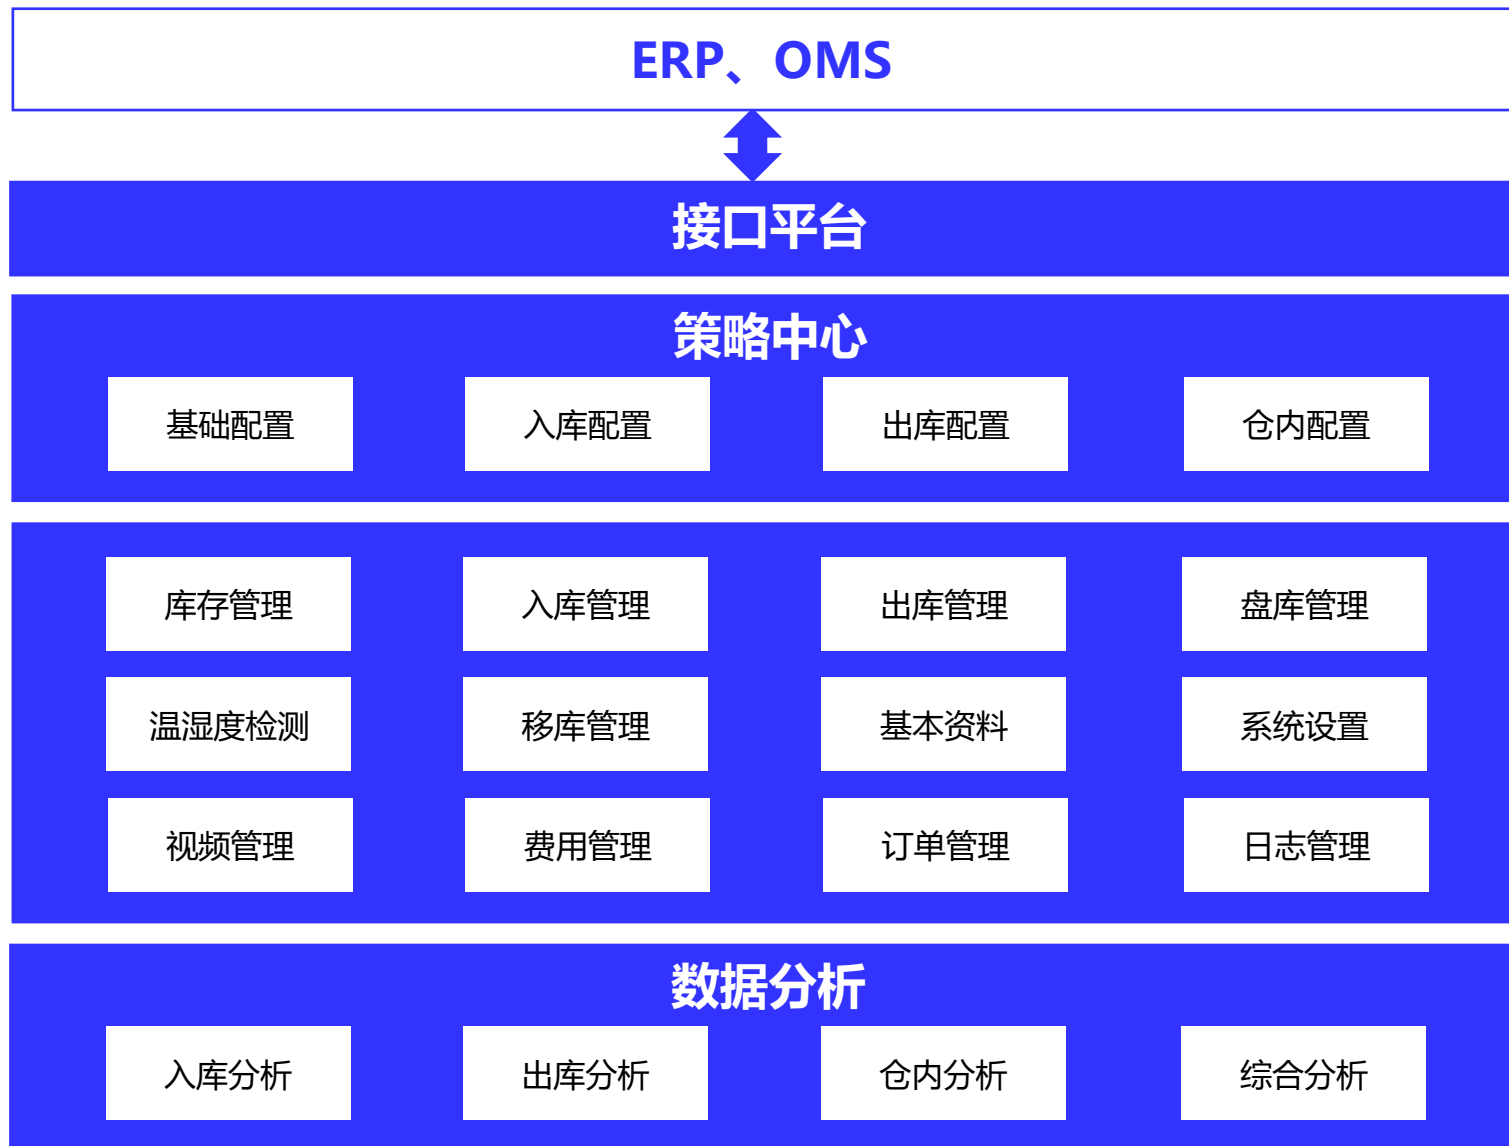 ERP、OMS
接口平台
策略中心
基础配置 入库配置 出库配置 仓内配置
库存管理 入库管理 出库管理 盘库管理
温湿度检测 移库管理 基本资料 系统设置
视频管理 费用管理 订单管理 日志管理
数据分析
入库分析 出库分析 仓内分析 综合分析